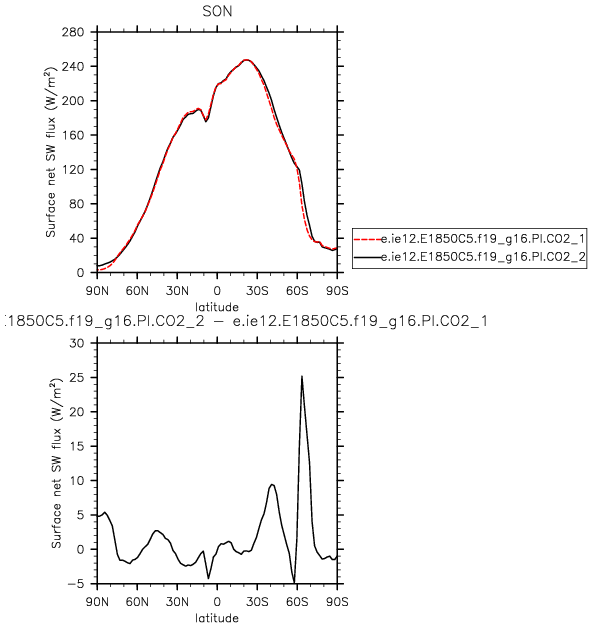 SON
Surface net SW flux (W/m²)
280
240
200
160
120
80
40
0
90N 60N 30N 0 30S 60S 90S
latitude
e.ie12.E1850C5.f19_g16.PI.CO2_1
e.ie12.E1850C5.f19_g16.PI.CO2_2
:1850C5.f19_g16.PI.CO2_2 – e.ie12.E1850C5.f19_g16.PI.CO2_1
Surface net SW flux (W/m²)
30
25
20
15
10
5
0
−5
90N 60N 30N 0 30S 60S 90S
latitude